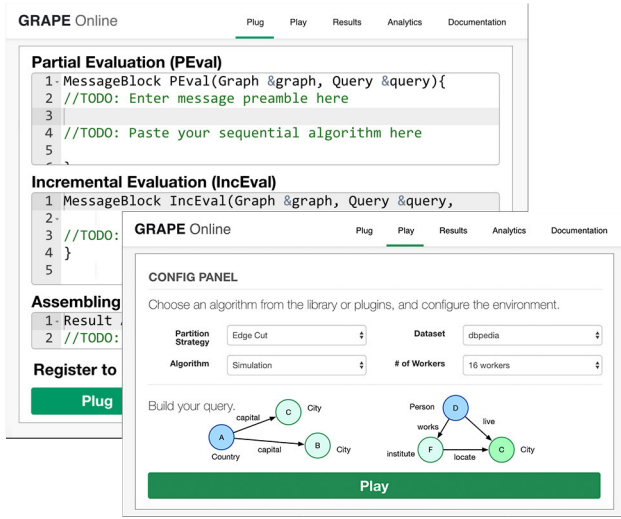 GRAPE Online
Plug Play Results Analytics Documentation
Partial Evaluation (PEval)
1 MessageBlock PEval(Graph &graph, Query &query){
2 //TODO: Enter message preamble here
3
4 //TODO: Paste your sequential algorithm here
5
Incremental Evaluation (IncEval)
1 MessageBlock IncEval(Graph &graph, Query &query,
2
3 //TODO:
4 }
5
Assembling
1 Result
2 //TODO:
Register to
Plug
GRAPE Online
Plug Play Results Analytics Documentation
CONFIG PANEL
Choose an algorithm from the library or plugins, and configure the environment.
Partition Strategy Edge Cut Dataset dbpedia
Algorithm Simulation # of Workers 16 workers
Build your query.
capital
C City
A
Country
capital
B City
Person D
works
live
institute F
locate
C City
Play